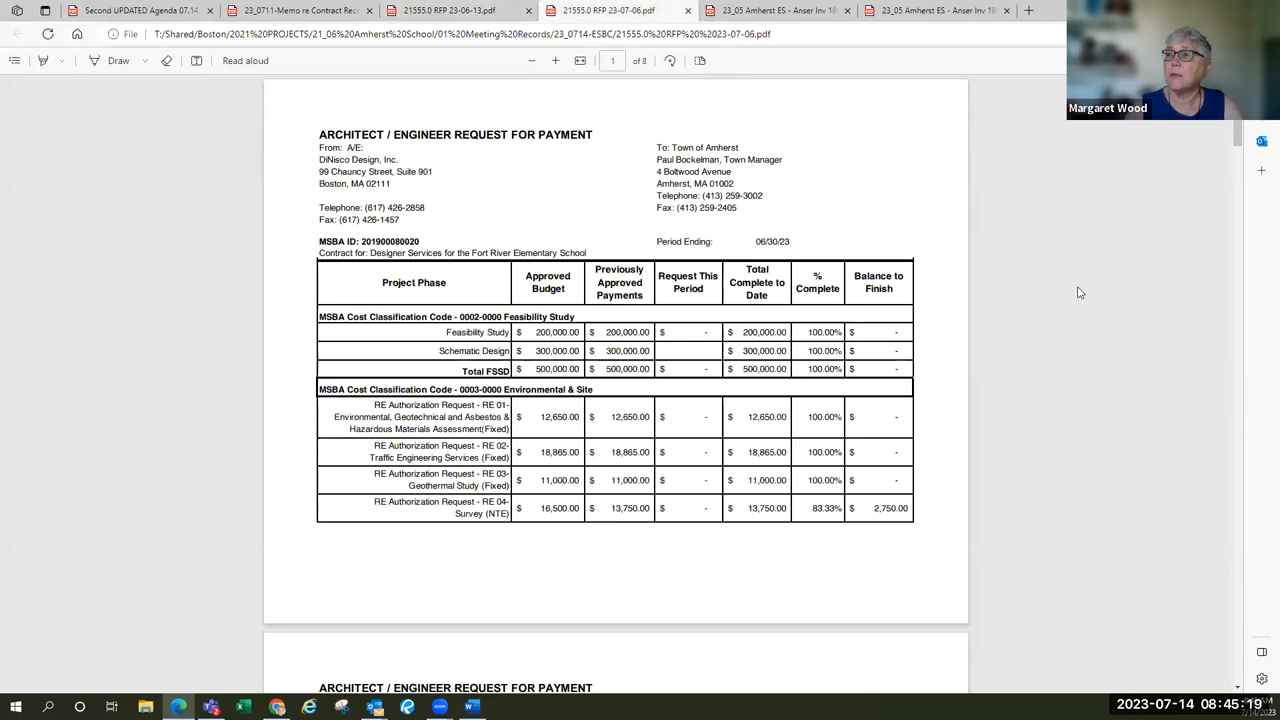 Second UPDATED Agenda 07.14.
23_0711-Memo re Contract Reco
21555.0 RFP 23-06-13.pdf
21555.0 RFP 23-07-06.pdf
23_05 Amherst ES - Anser Inv 18
23_05 Amherst ES - Anser Inv 18
File
T:/Shared/Boston/2021%20PROJECTS/21_06%20Amherst%20School/01%20Meeting%20Records/23_0714-ESBC/21555.0%20RFP%20%2023-07-06.pdf
Draw
Read aloud
1 of 8
Margaret Wood
ARCHITECT / ENGINEER REQUEST FOR PAYMENT
From: A/E: To: Town of Amherst
DiNisco Design, Inc. Paul Bockelman, Town Manager
99 Chauncy Street, Suite 901 4 Boltwood Avenue
Boston, MA 02111 Amherst, MA 01002
Telephone: (413) 259-3002
Telephone: (617) 426-2858 Fax: (413) 259-2405
Fax: (617) 426-1457
MSBA ID: 201900080020 Period Ending: 06/30/23
Contract for: Designer Services for the Fort River Elementary School
Project Phase Approved Budget Previously Approved Payments Request This Period Total Complete to Date % Complete Balance to Finish
MSBA Cost Classification Code - 0002-0000 Feasibility Study
Feasibility Study $ 200,000.00 $ 200,000.00 $ - $ 200,000.00 100.00% $ -
Schematic Design $ 300,000.00 $ 300,000.00 $ 300,000.00 100.00% $ -
Total FSSD $ 500,000.00 $ 500,000.00 $ - $ 500,000.00 100.00% $ -
MSBA Cost Classification Code - 0003-0000 Environmental & Site
RE Authorization Request - RE 01-
Environmental, Geotechnical and Asbestos & $ 12,650.00 $ 12,650.00 $ - $ 12,650.00 100.00% $ -
Hazardous Materials Assessment(Fixed)
RE Authorization Request - RE 02-
Traffic Engineering Services (Fixed) $ 18,865.00 $ 18,865.00 $ - $ 18,865.00 100.00% $ -
RE Authorization Request - RE 03-
Geothermal Study (Fixed) $ 11,000.00 $ 11,000.00 $ - $ 11,000.00 100.00% $ -
RE Authorization Request - RE 04-
Survey (NTE) $ 16,500.00 $ 13,750.00 $ - $ 13,750.00 83.33% $ 2,750.00
ARCHITECT / ENGINEER REQUEST FOR PAYMENT
2023-07-14 08:45:19